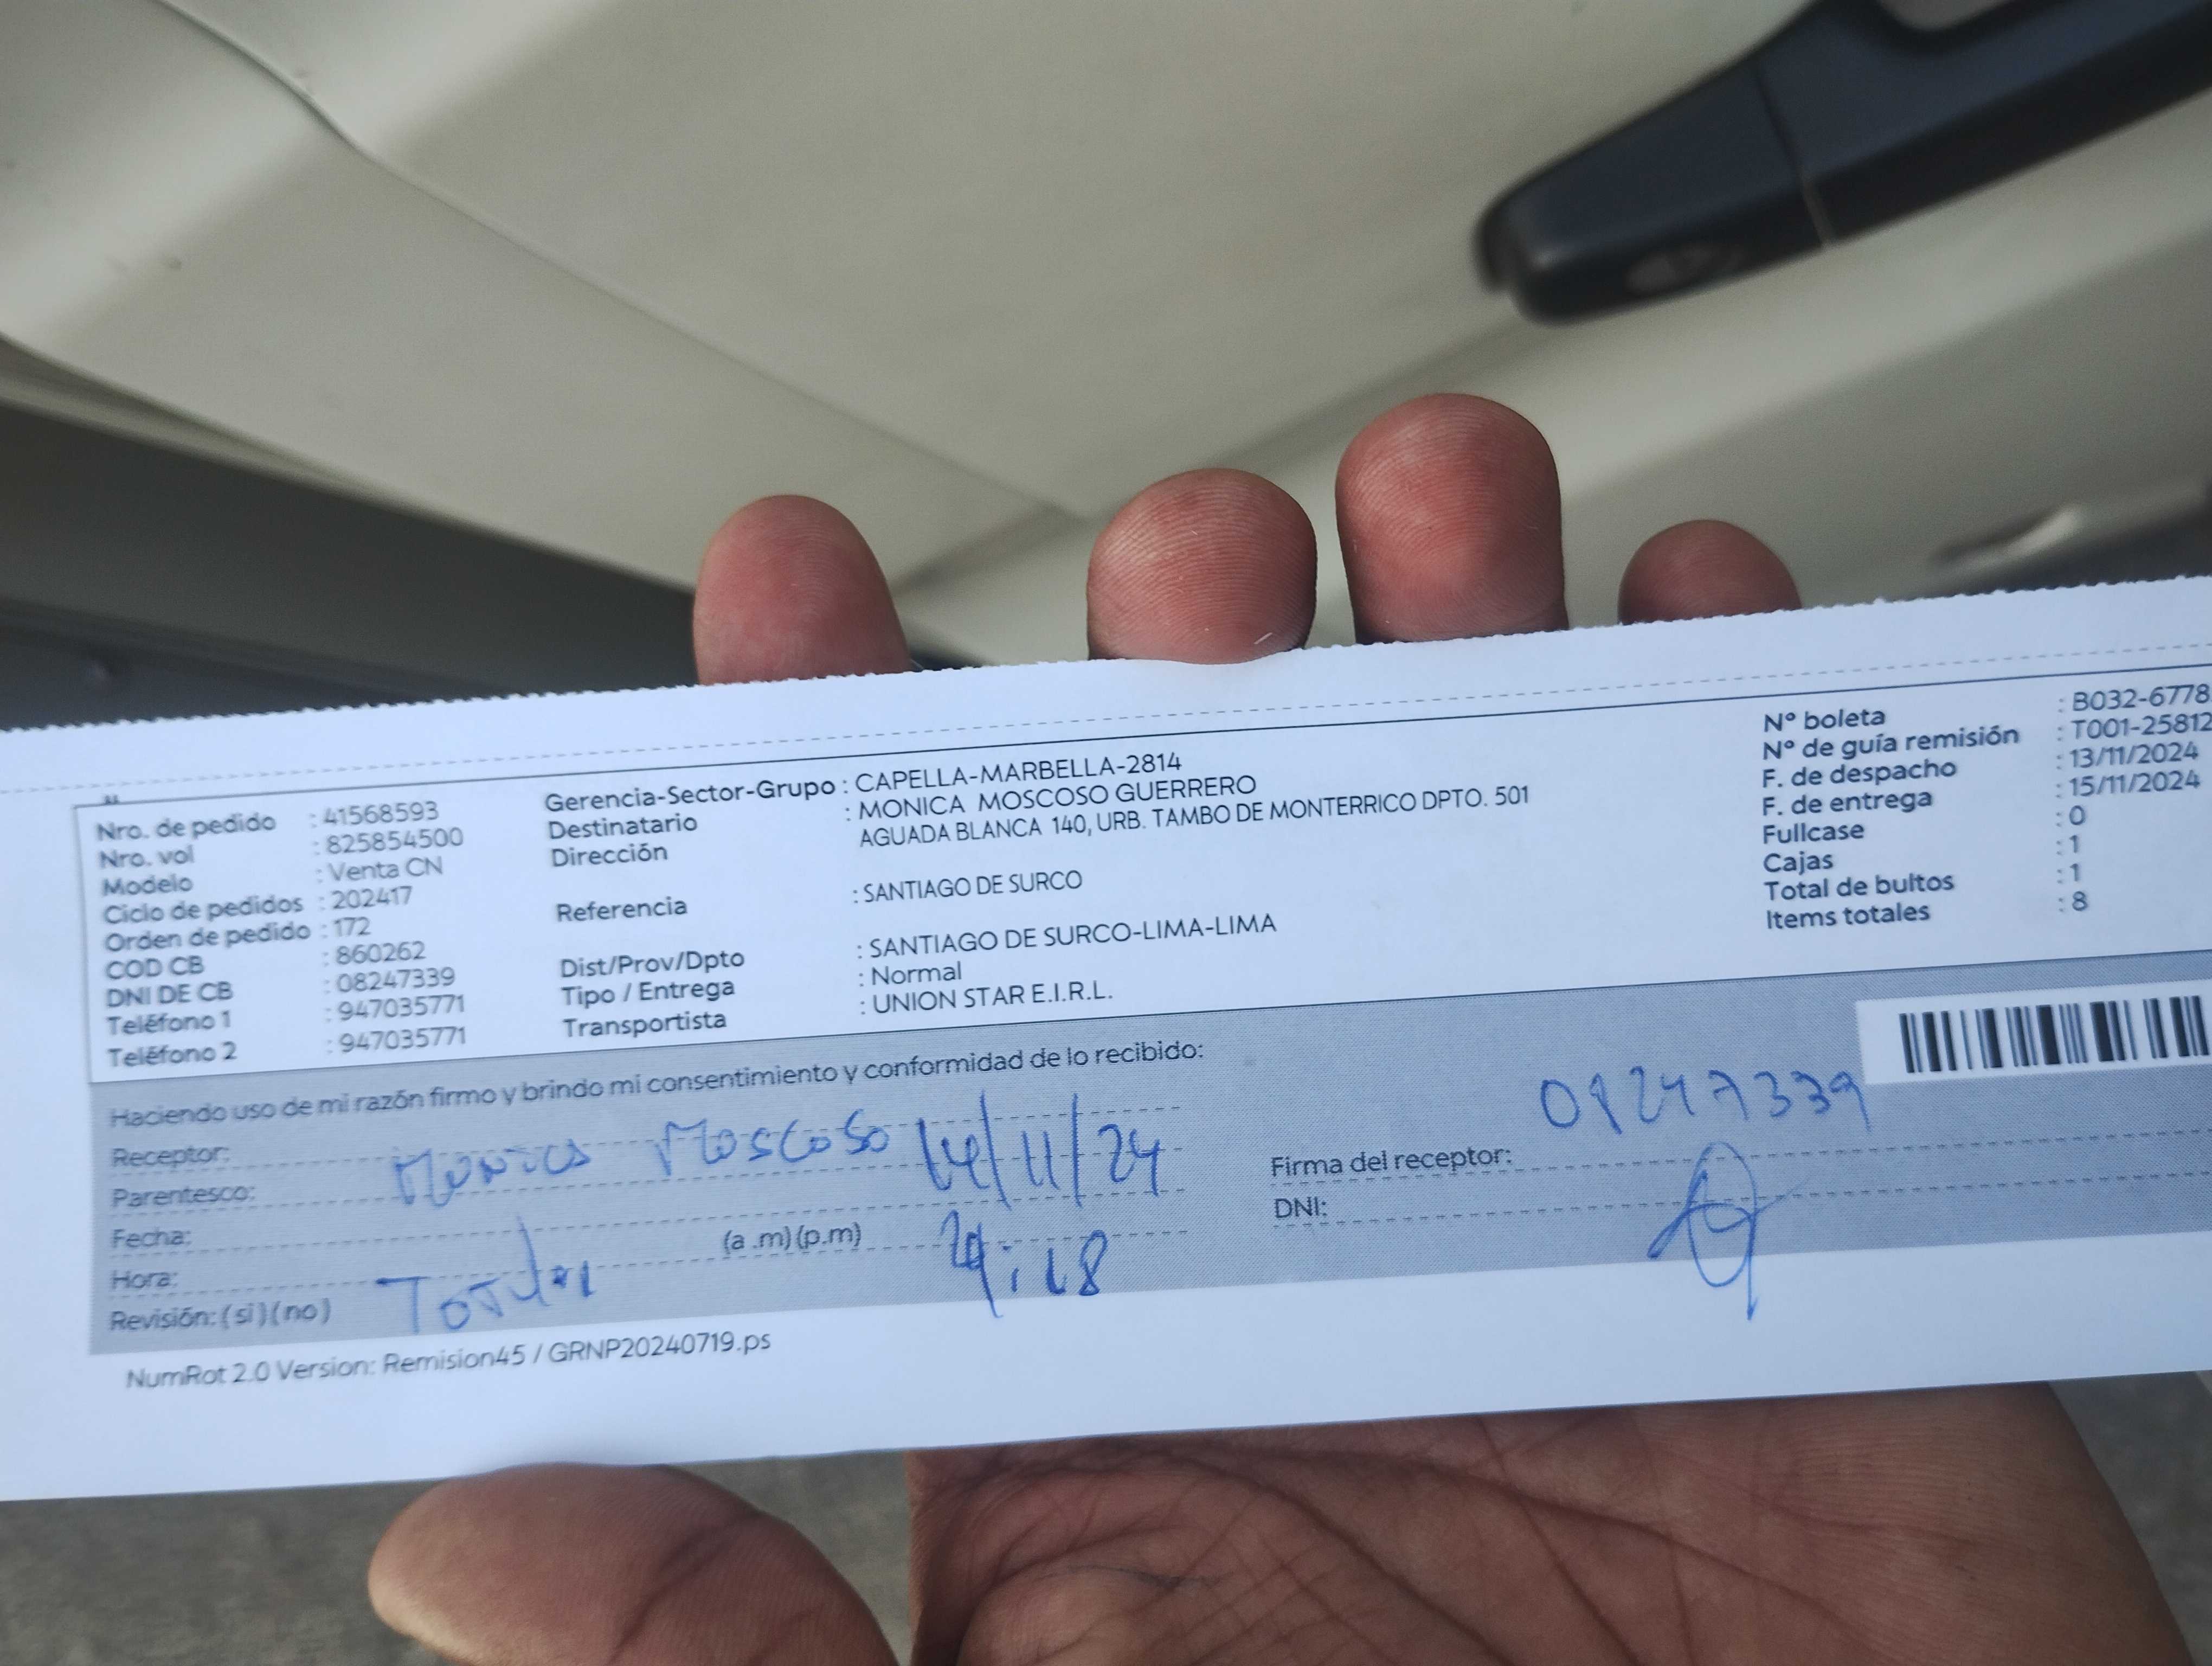 Nro. de pedido : 41568593
Nro. vol : 825854500
Modelo : Venta CN
Ciclo de pedidos : 202417
Orden de pedido : 172
COD CB : 860262
DNI DE CB : 08247339
Teléfono 1 : 947035771
Teléfono 2 : 947035771
Gerencia-Sector-Grupo : CAPELLA-MARBELLA-2814
Destinatario : MONICA MOSCOSO GUERRERO
Dirección AGUADA BLANCA 140, URB. TAMBO DE MONTERRICO DPTO. 501
Referencia : SANTIAGO DE SURCO
Dist/Prov/Dpto : SANTIAGO DE SURCO-LIMA-LIMA
Tipo / Entrega : Normal
Transportista : UNION STAR E.I.R.L.
N° boleta : B032-6778
N° de guía remisión : T001-25812
F. de despacho : 13/11/2024
F. de entrega : 15/11/2024
Fullcase : 0
Cajas : 1
Total de bultos : 1
Items totales : 8
Haciendo uso de mi razón firmo y brindo mi consentimiento y conformidad de lo recibido:
Receptor: Monica Moscoso 14/11/24
Parentesco:
Fecha: (a .m)(p.m)
Hora: Titular
Revisión: ( si ) ( no )
08247339
Firma del receptor:
DNI:
NumRot 2.0 Version: Remision45 / GRNP20240719.ps